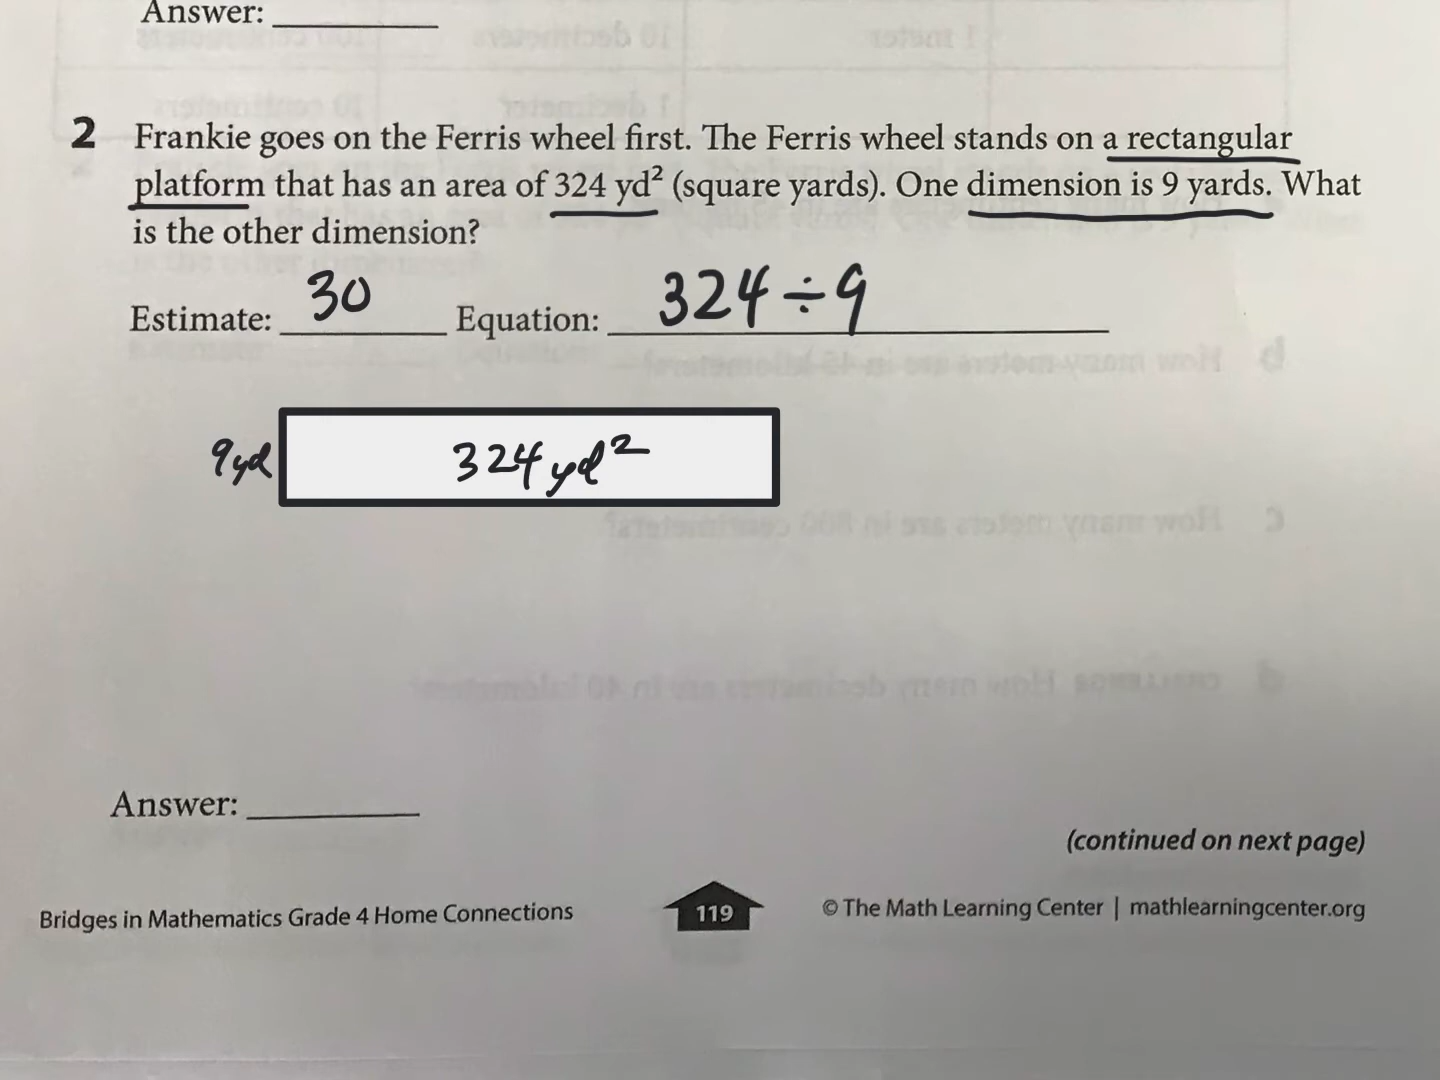 Answer:
2 Frankie goes on the Ferris wheel first. The Ferris wheel stands on a rectangular
platform that has an area of 324 yd² (square yards). One dimension is 9 yards. What
is the other dimension?
Estimate: 30 Equation: 324 ÷ 9
9yd 324 yd²
Answer:
(continued on next page)
Bridges in Mathematics Grade 4 Home Connections 119 © The Math Learning Center | mathlearningcenter.org